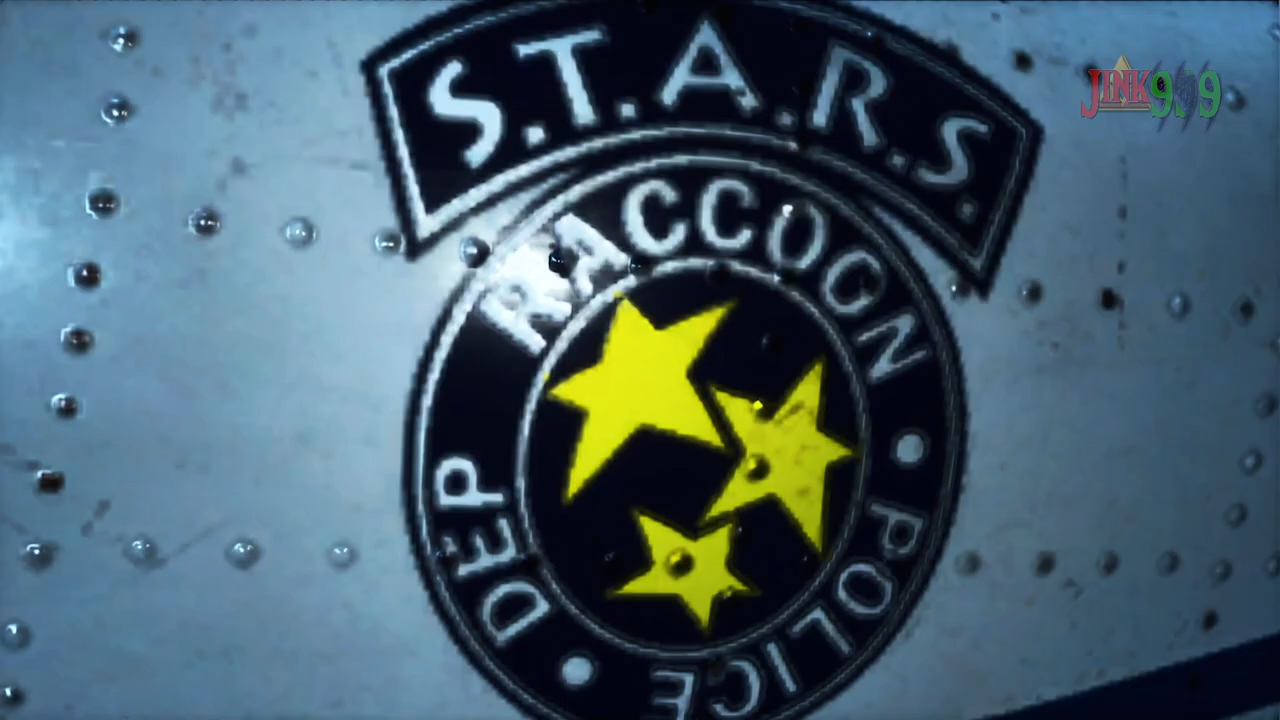 S.T.A.R.S.
RACCOON • POLICE • DEP
JINK999